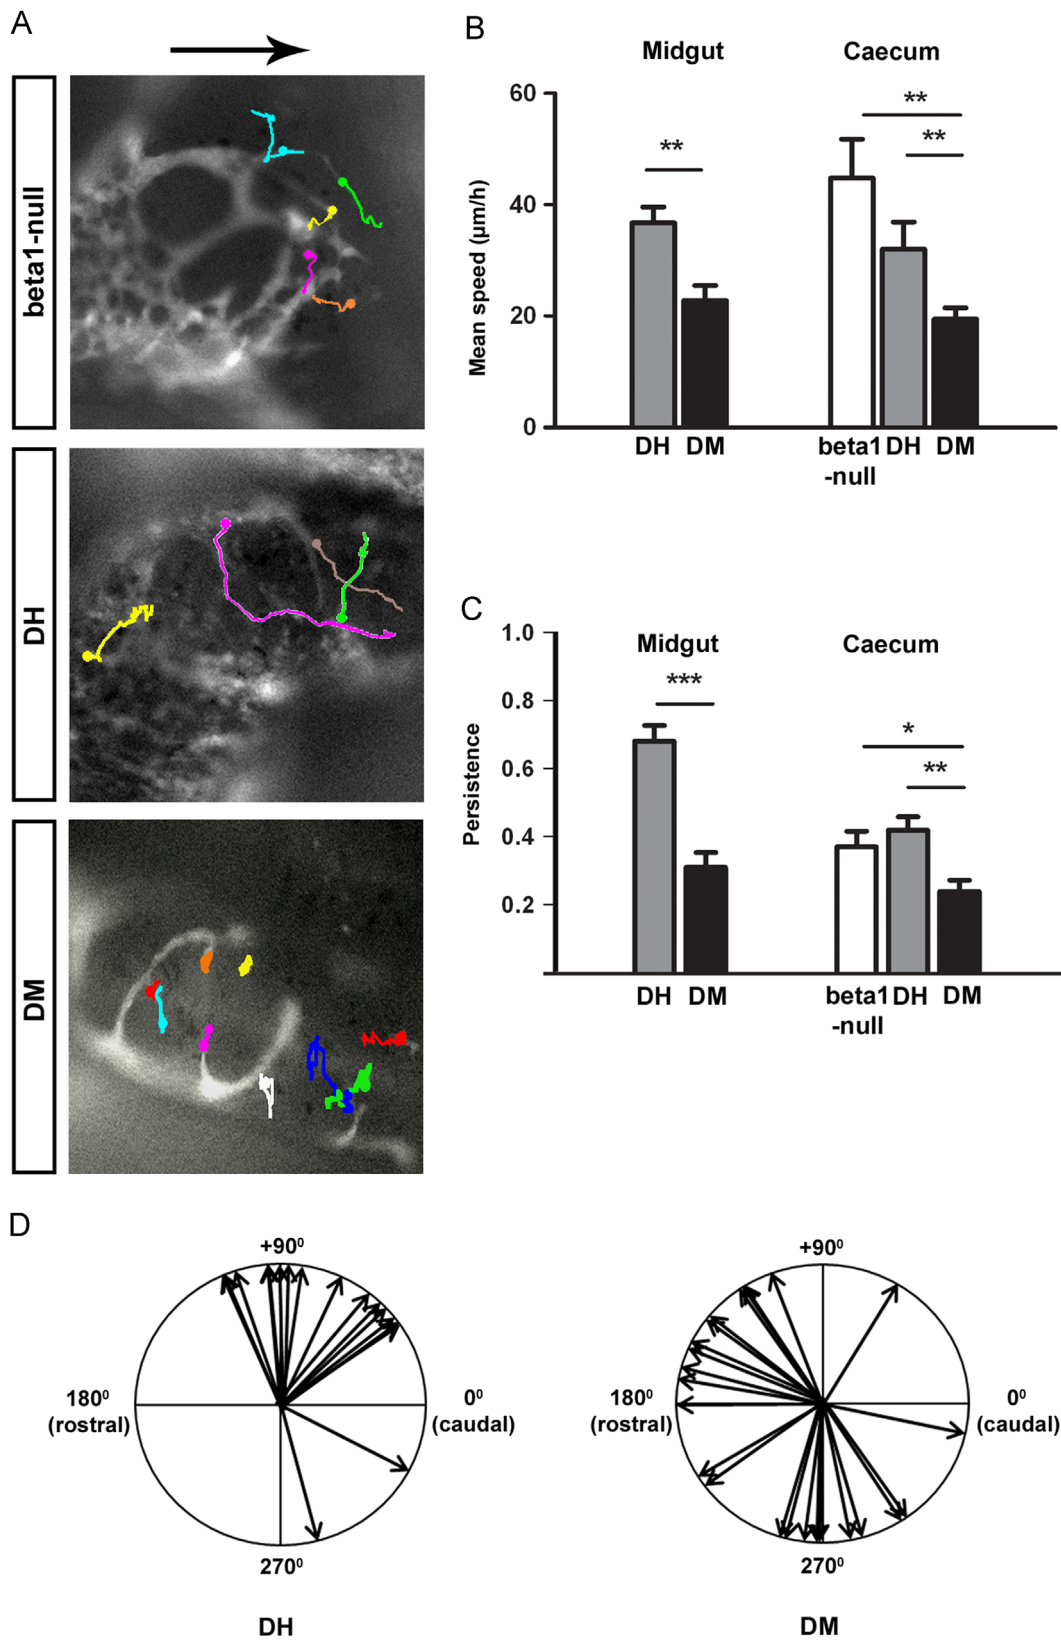 A
beta1-null
DH
DM
B
Midgut
Caecum
**
**
**
Mean speed (µm/h)
60
40
20
0
DH DM
beta1 DH DM
-null
C
Midgut
Caecum
***
*
**
Persistence
1.0
0.8
0.6
0.4
0.2
DH DM
beta1 DH DM
-null
D
+90⁰
180⁰
(rostral)
0⁰
(caudal)
270⁰
DH
+90⁰
180⁰
(rostral)
0⁰
(caudal)
270⁰
DM